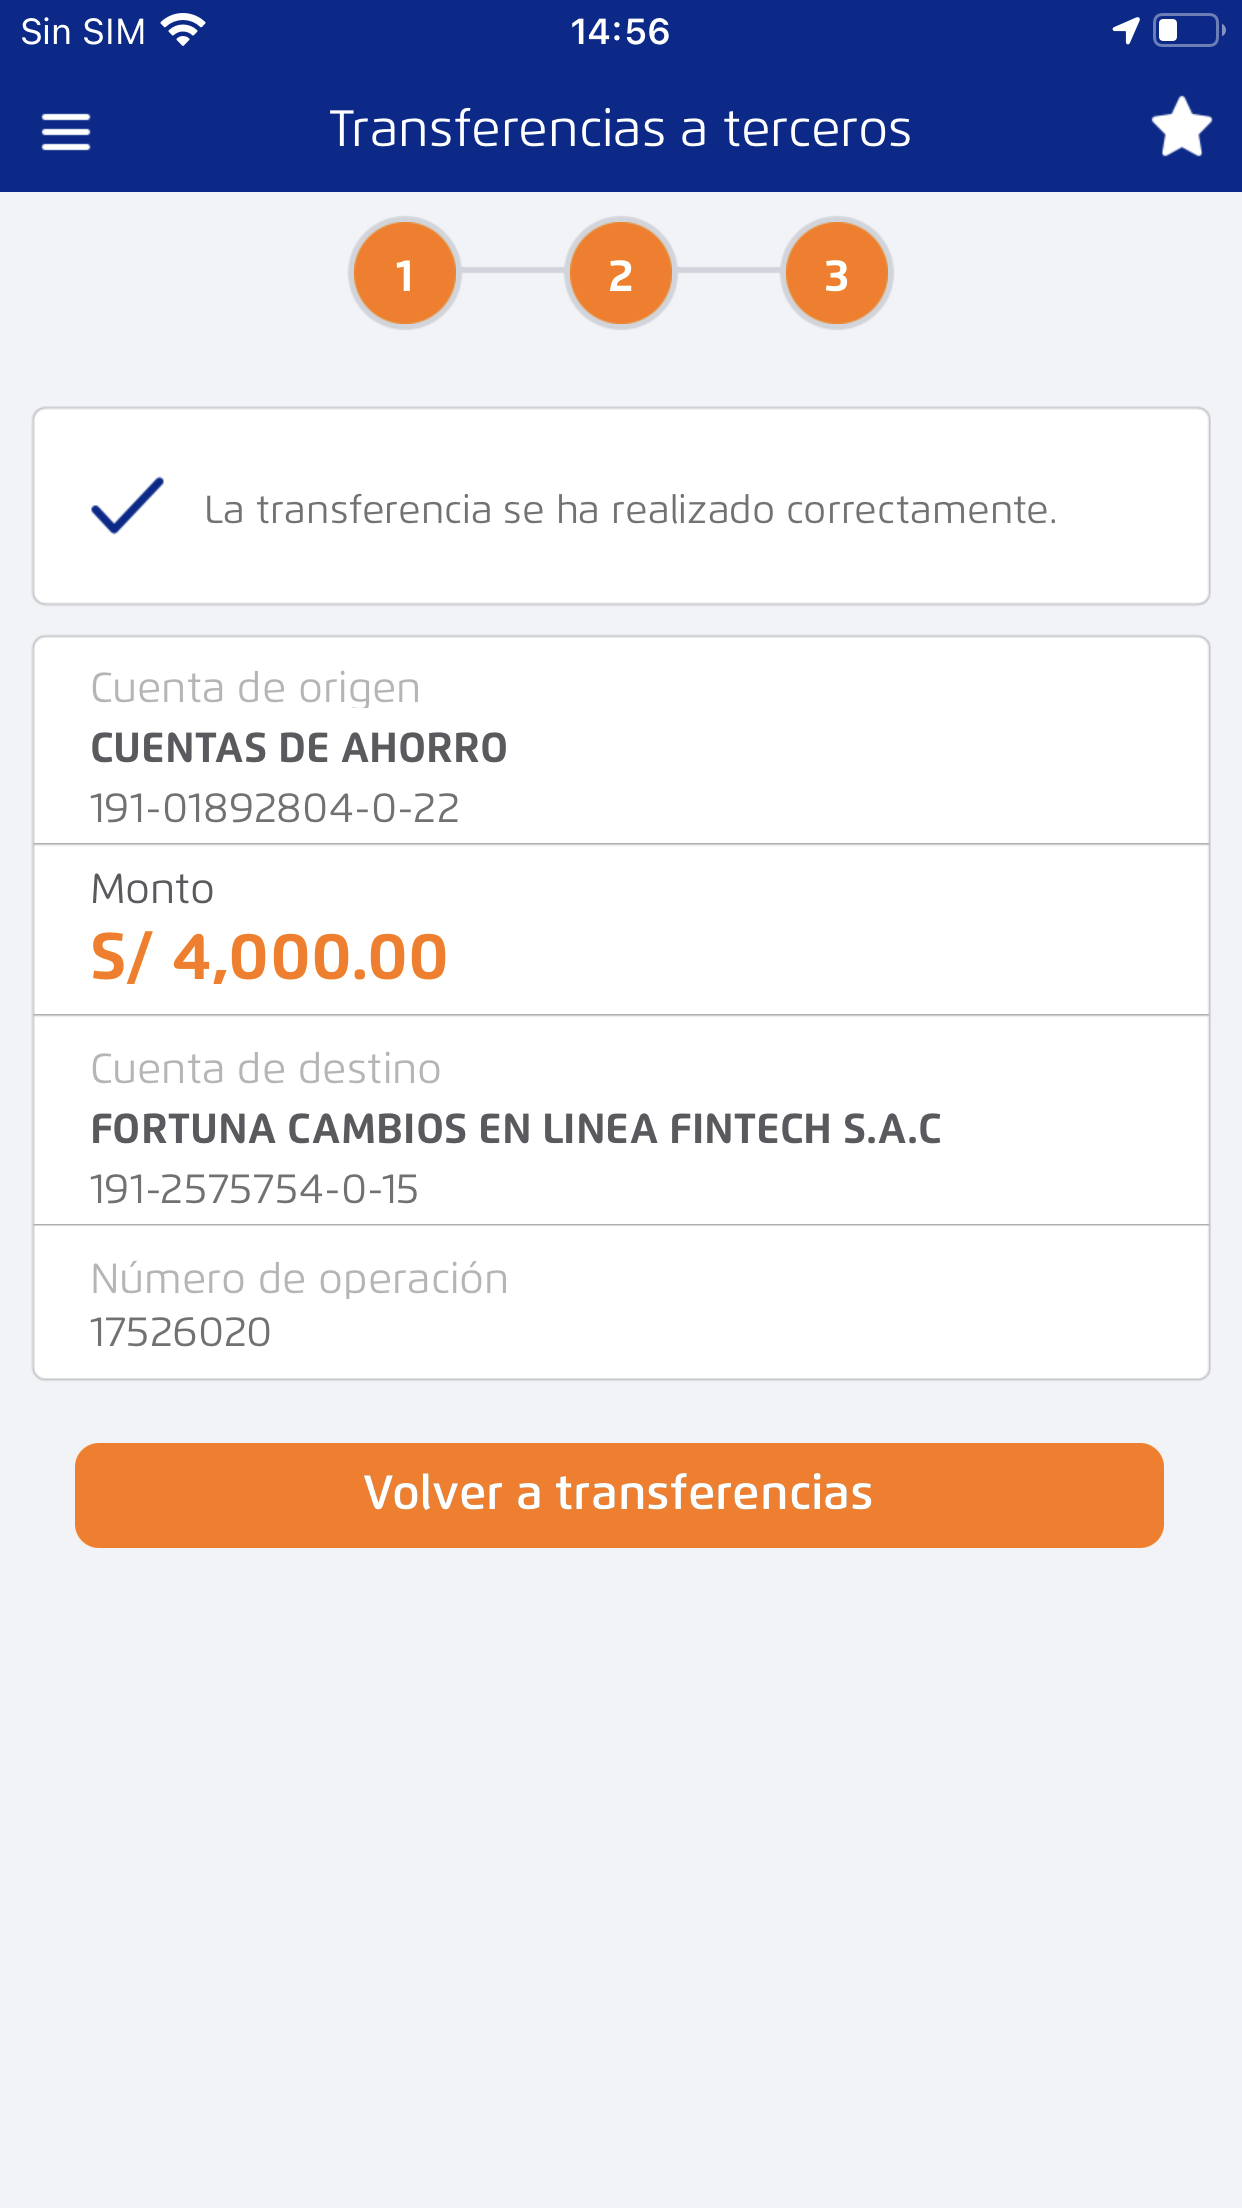 Sin SIM 14:56
Transferencias a terceros
1 2 3
La transferencia se ha realizado correctamente.
Cuenta de origen
CUENTAS DE AHORRO
191-01892804-0-22
Monto
S/ 4,000.00
Cuenta de destino
FORTUNA CAMBIOS EN LINEA FINTECH S.A.C
191-2575754-0-15
Número de operación
17526020
Volver a transferencias